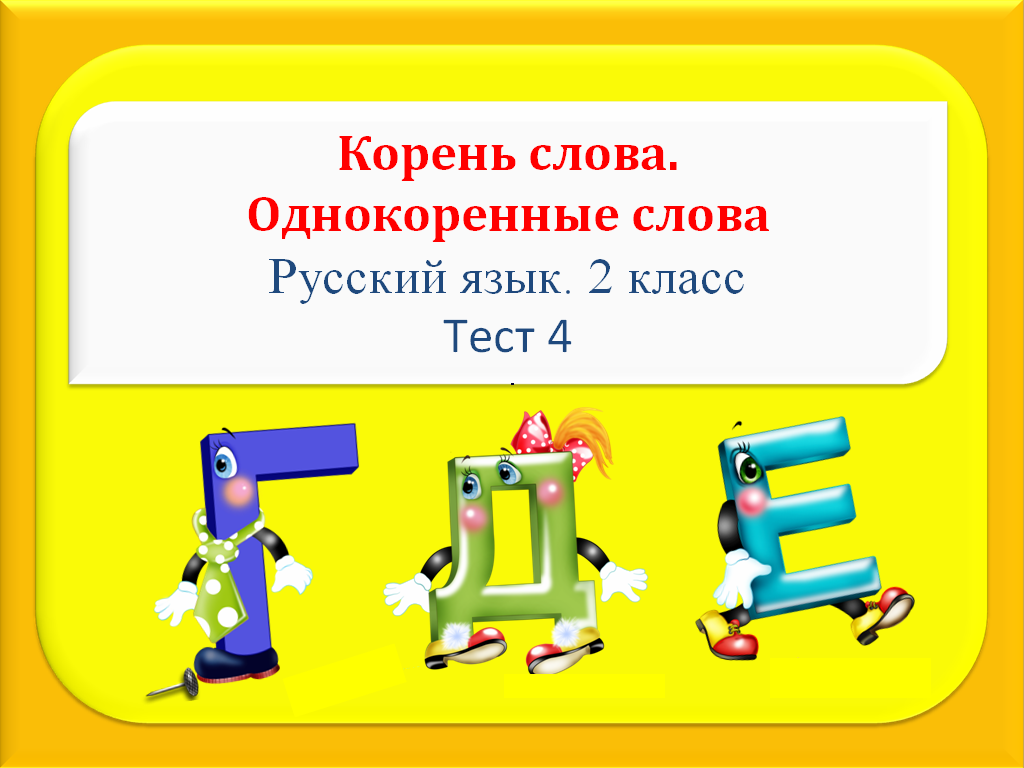 Корень слова.
Однокоренные слова
Русский язык. 2 класс
Тест 4
.
Г Д Е